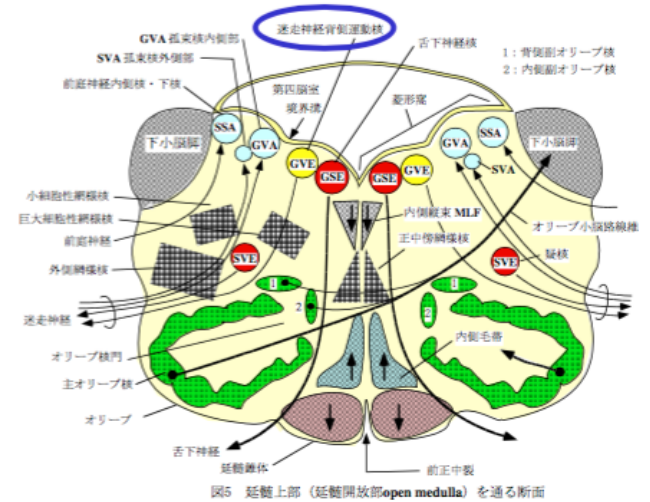 迷走神経背側運動核
GVA 孤束核内側部
舌下神経核
SVA 孤束核外側部
1：背側副オリーブ核
2：内側副オリーブ核
前庭神経内側核・下核
第四脳室
境界溝
菱形窩
下小脳脚
SSA
GVA
GVE
GSE
GSE
GVE
GVA
SSA
SVA
下小脳脚
小細胞性網様核
巨大細胞性網様核
前庭神経
外側網様核
内側縦束 MLF
正中傍網様核
オリーブ小脳路線維
疑核
SVE
SVE
1
1
2
2
迷走神経
オリーブ核門
主オリーブ核
オリーブ
内側毛帯
舌下神経
延髄錐体
前正中裂
図5 延髄上部（延髄開放部open medulla）を通る断面